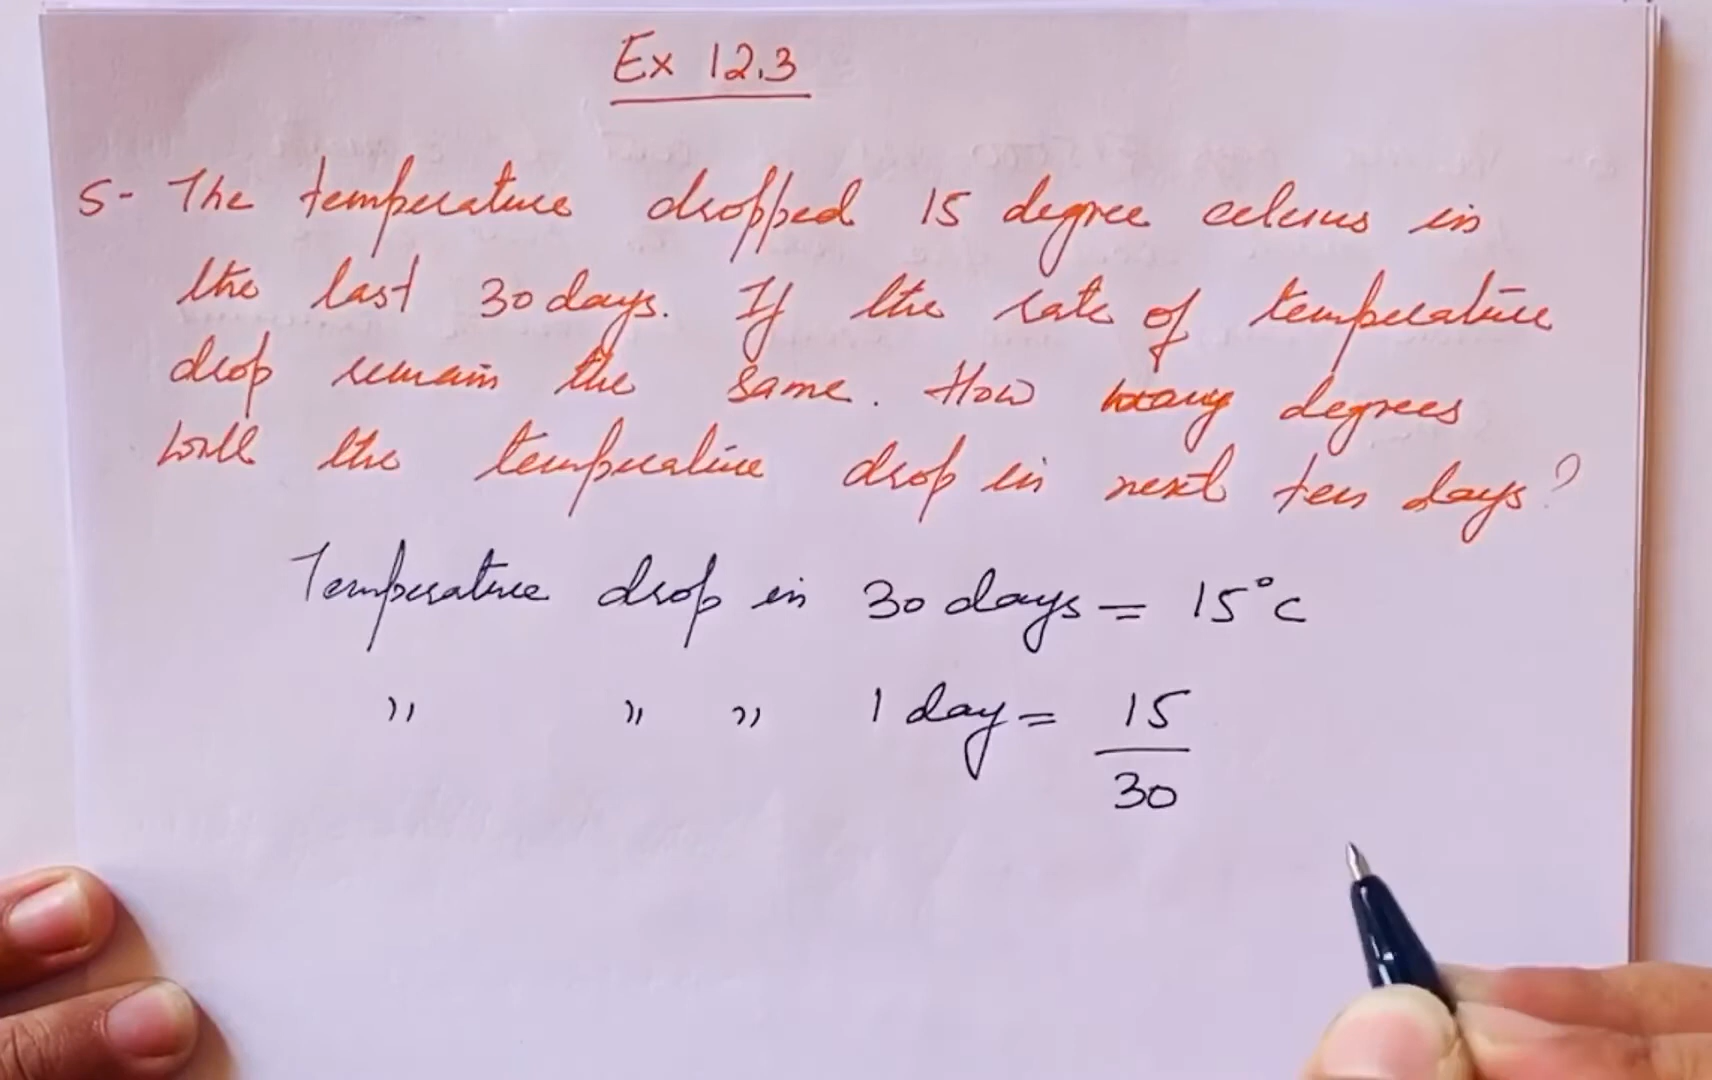 Ex 12.3
5- The temperature dropped 15 degree celcius in
the last 30 days. If the rate of temperature
drop remain the same. How many degrees
will the temperature drop in next ten days?
Temperature drop in 30 days = 15°C
" " " 1 day = 15
30